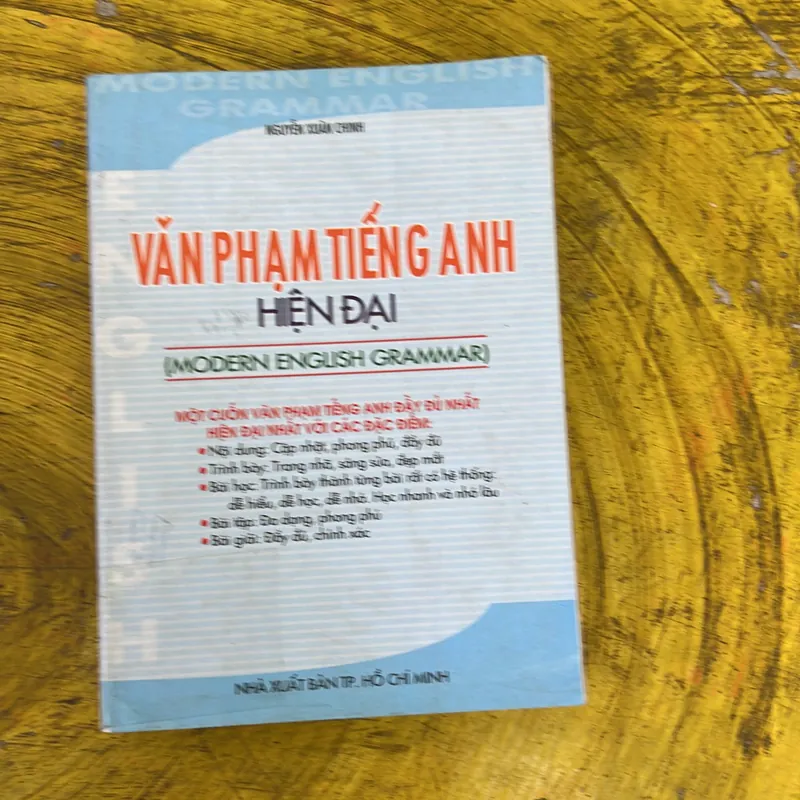 MODERN ENGLISH
GRAMMAR
NGUYỄN XUÂN CHINH
ENGLISH
VĂN PHẠM TIẾNG ANH
HIỆN ĐẠI
(MODERN ENGLISH GRAMMAR)
MỘT CUỐN VĂN PHẠM TIẾNG ANH ĐẦY ĐỦ NHẤT
HIỆN ĐẠI NHẤT VỚI CÁC ĐẶC ĐIỂM:
• Nội dung: Cập nhật, phong phú, đầy đủ
• Trình bày: Trang nhã, sáng sủa, đẹp mắt
• Bài học: Trình bày thành từng bài rất có hệ thống:
dễ hiểu, dễ học, dễ nhớ. Học nhanh và nhớ lâu
• Bài tập: Đa dạng, phong phú
• Bài giải: Đầy đủ, chính xác
NHÀ XUẤT BẢN TP. HỒ CHÍ MINH